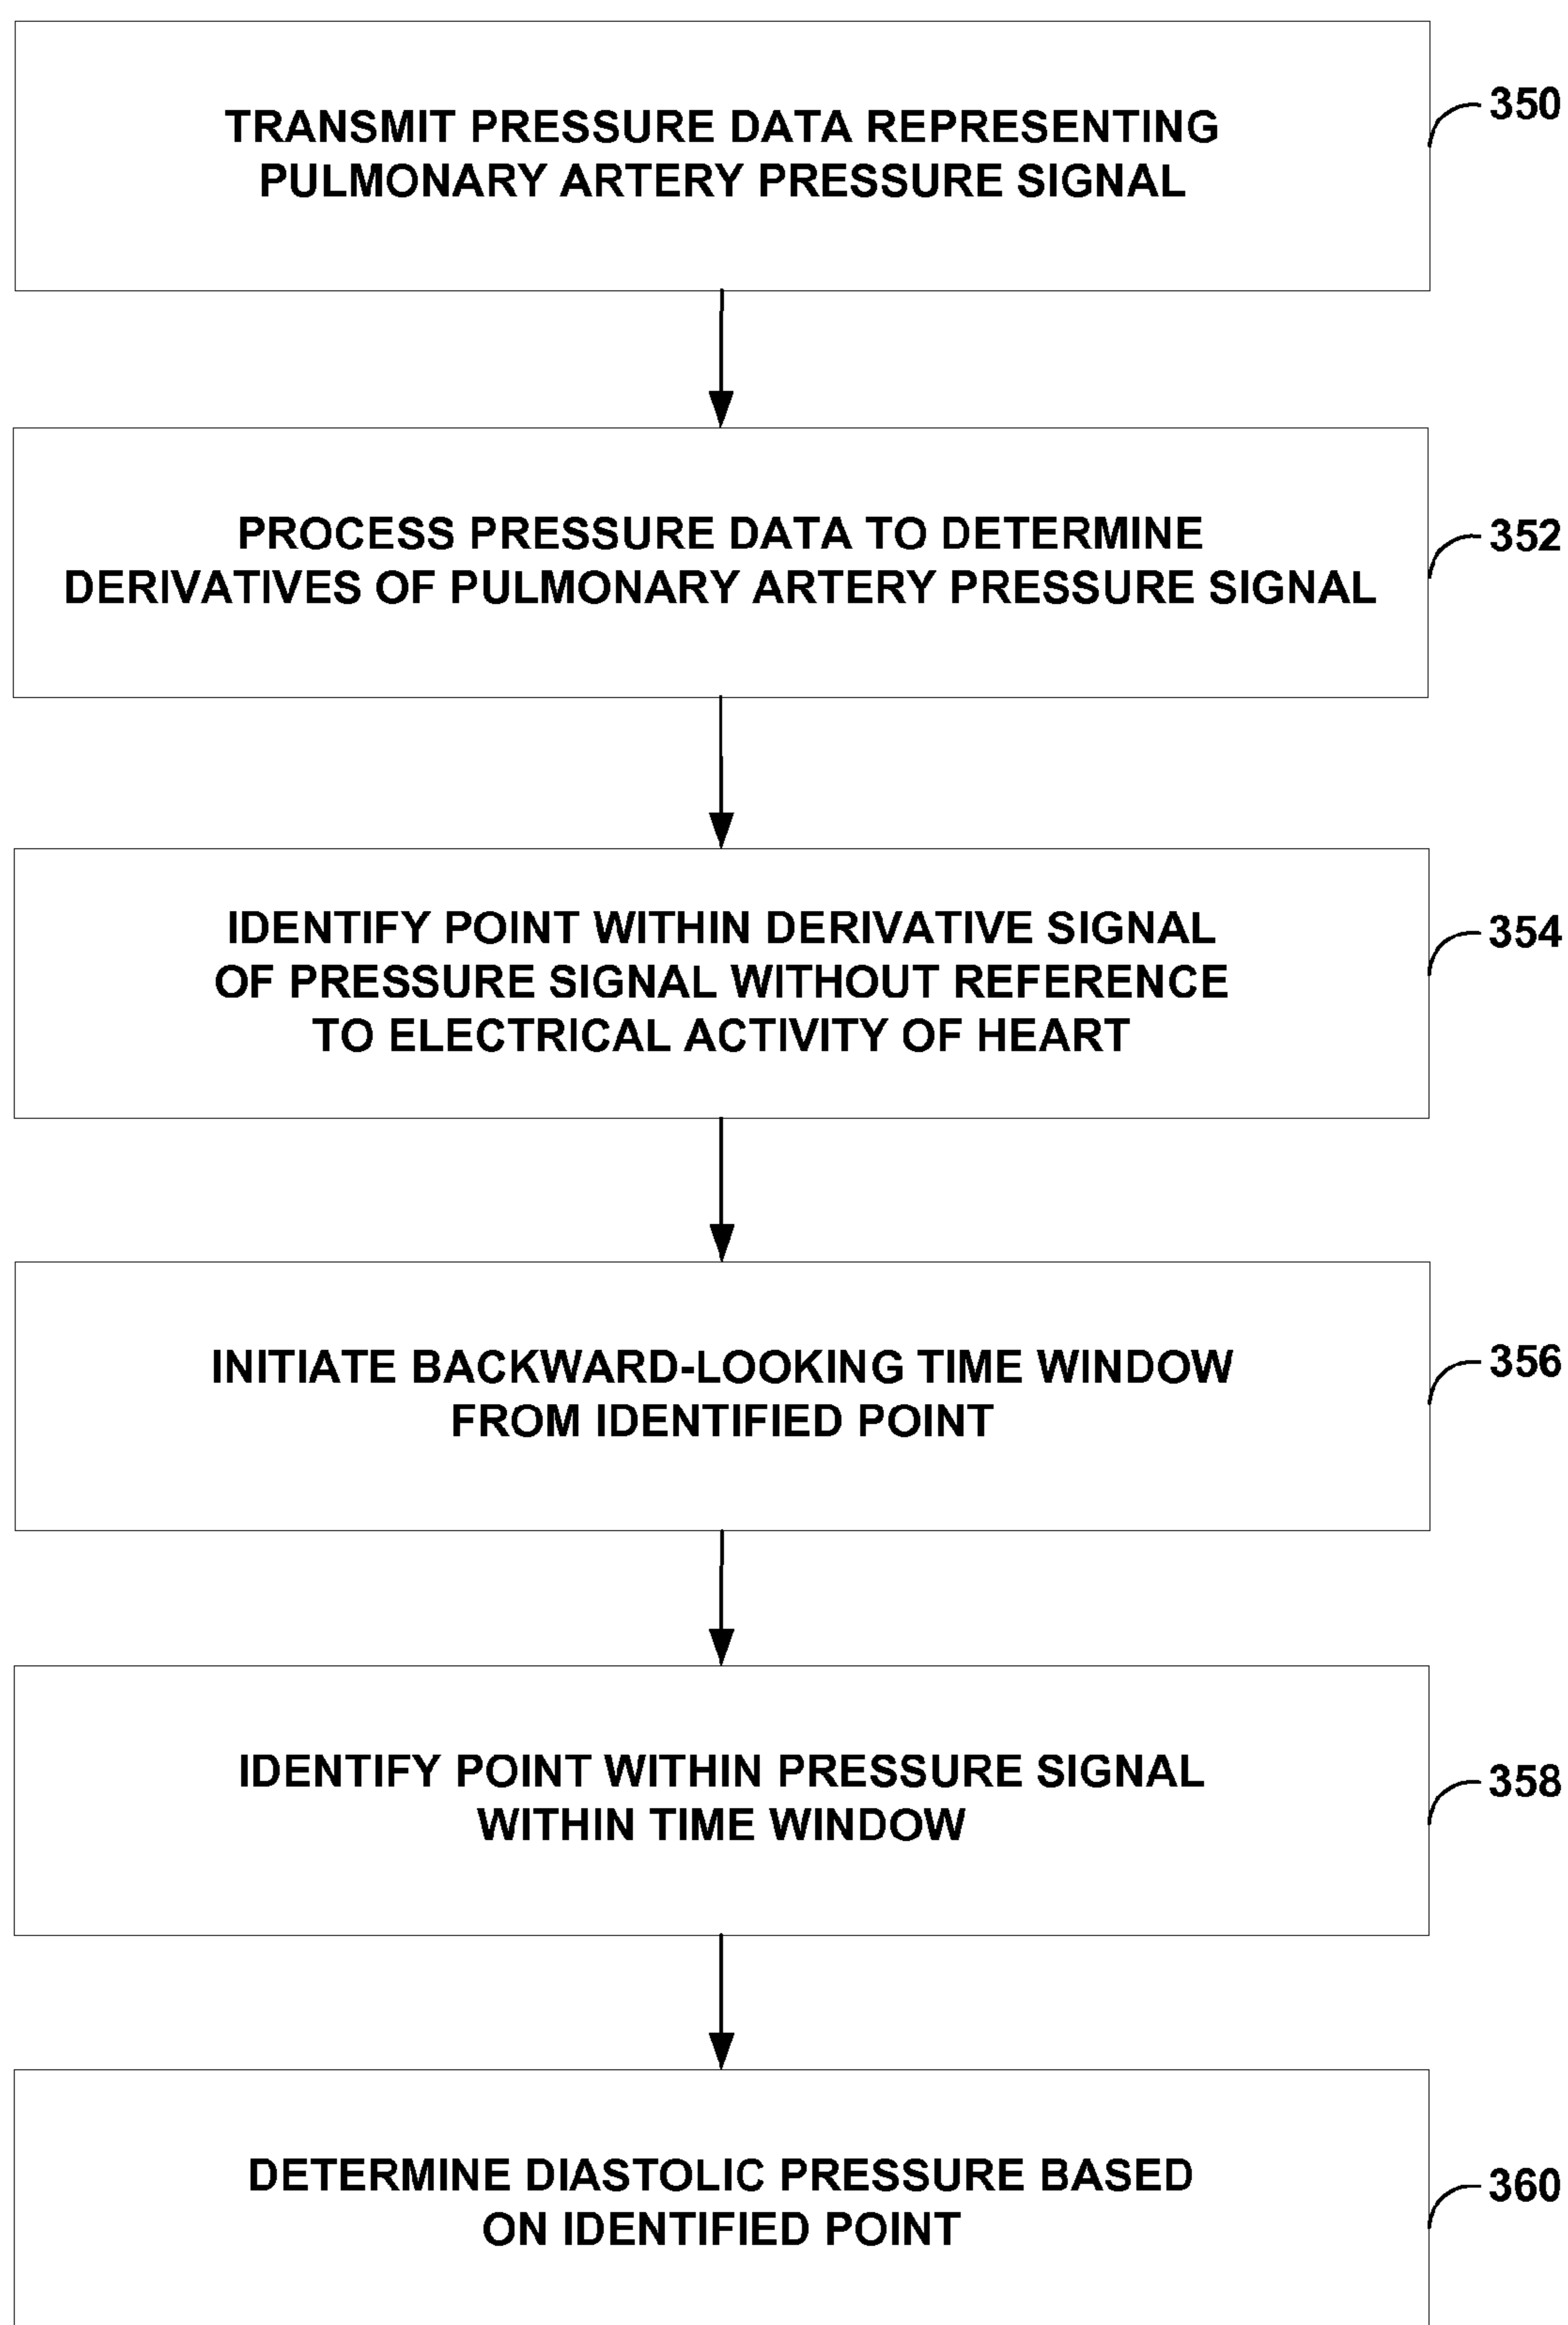 TRANSMIT PRESSURE DATA REPRESENTING
PULMONARY ARTERY PRESSURE SIGNAL
350
PROCESS PRESSURE DATA TO DETERMINE
DERIVATIVES OF PULMONARY ARTERY PRESSURE SIGNAL
352
IDENTIFY POINT WITHIN DERIVATIVE SIGNAL
OF PRESSURE SIGNAL WITHOUT REFERENCE
TO ELECTRICAL ACTIVITY OF HEART
354
INITIATE BACKWARD-LOOKING TIME WINDOW
FROM IDENTIFIED POINT
356
IDENTIFY POINT WITHIN PRESSURE SIGNAL
WITHIN TIME WINDOW
358
DETERMINE DIASTOLIC PRESSURE BASED
ON IDENTIFIED POINT
360